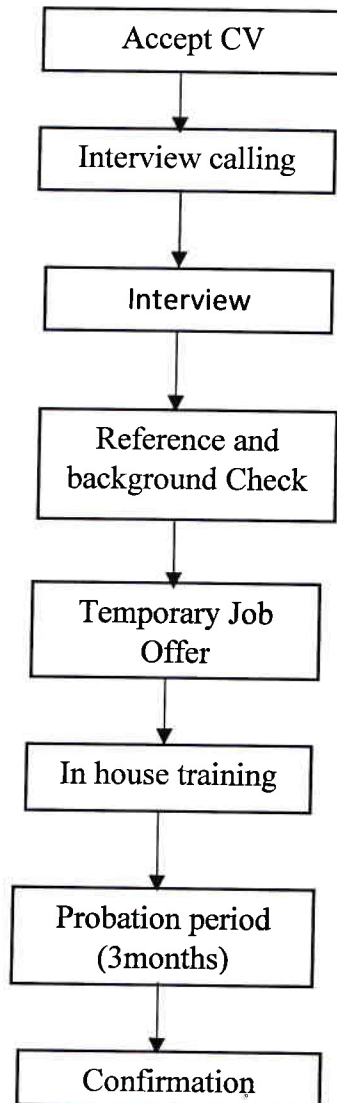 Accept CV
Interview calling
Interview
Reference and
background Check
Temporary Job
Offer
In house training
Probation period
(3months)
Confirmation